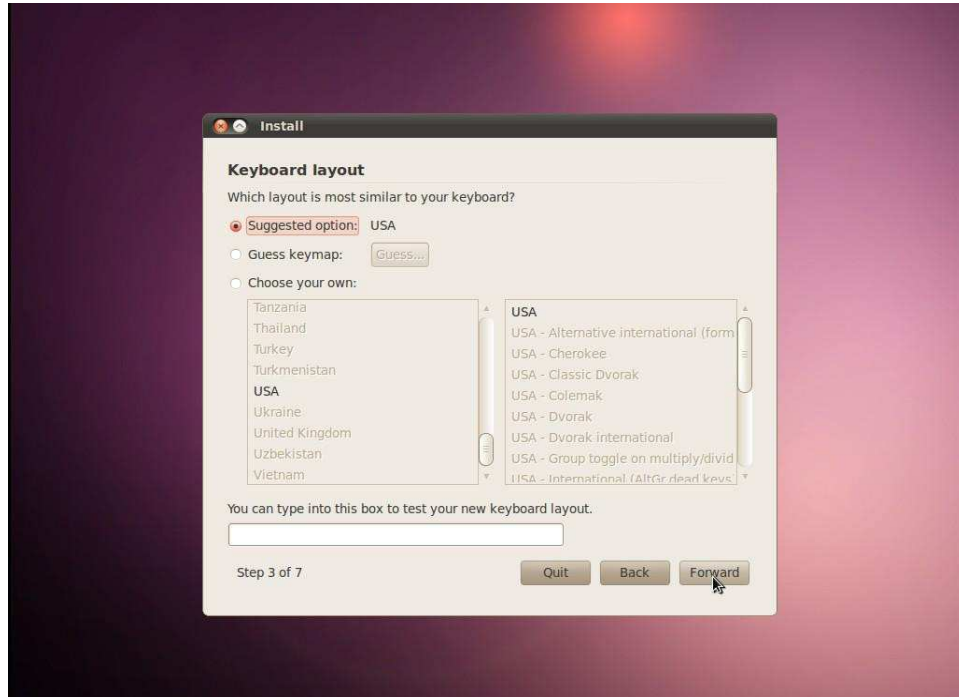 Install
Keyboard layout
Which layout is most similar to your keyboard?
Suggested option: USA
Guess keymap: Guess...
Choose your own:
Tanzania
Thailand
Turkey
Turkmenistan
USA
Ukraine
United Kingdom
Uzbekistan
Vietnam
USA
USA - Alternative international (form
USA - Cherokee
USA - Classic Dvorak
USA - Colemak
USA - Dvorak
USA - Dvorak international
USA - Group toggle on multiply/divid
USA - International (AltGr dead keys
You can type into this box to test your new keyboard layout.
Step 3 of 7 Quit Back Forward